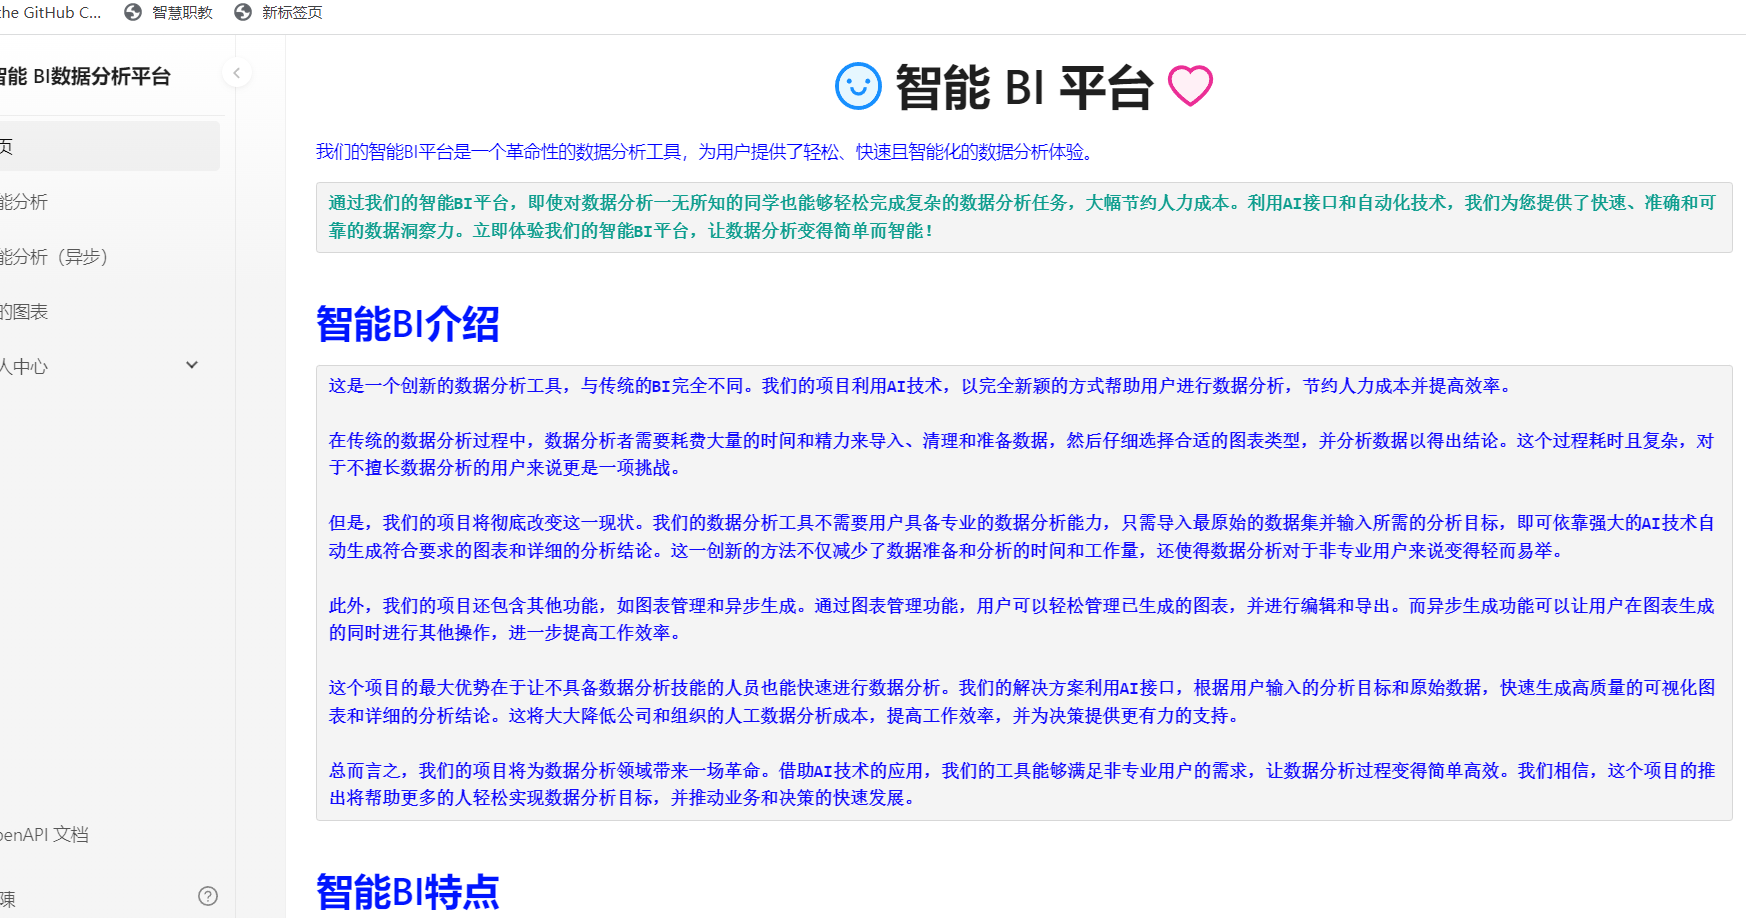 the GitHub C...
智慧职教
新标签页
智能 BI数据分析平台
页
能分析
能分析（异步）
的图表
人中心
penAPI 文档
陳
智能 BI 平台
我们的智能BI平台是一个革命性的数据分析工具，为用户提供了轻松、快速且智能化的数据分析体验。
通过我们的智能BI平台，即使对数据分析一无所知的同学也能够轻松完成复杂的数据分析任务，大幅节约人力成本。利用AI接口和自动化技术，我们为您提供了快速、准确和可
靠的数据洞察力。立即体验我们的智能BI平台，让数据分析变得简单而智能！
智能BI介绍
这是一个创新的数据分析工具，与传统的BI完全不同。我们的项目利用AI技术，以完全新颖的方式帮助用户进行数据分析，节约人力成本并提高效率。
在传统的数据分析过程中，数据分析者需要耗费大量的时间和精力来导入、清理和准备数据，然后仔细选择合适的图表类型，并分析数据以得出结论。这个过程耗时且复杂，对
于不擅长数据分析的用户来说更是一项挑战。
但是，我们的项目将彻底改变这一现状。我们的数据分析工具不需要用户具备专业的数据分析能力，只需导入最原始的数据集并输入所需的分析目标，即可依靠强大的AI技术自
动生成符合要求的图表和详细的分析结论。这一创新的方法不仅减少了数据准备和分析的时间和工作量，还使得数据分析对于非专业用户来说变得轻而易举。
此外，我们的项目还包含其他功能，如图表管理和异步生成。通过图表管理功能，用户可以轻松管理已生成的图表，并进行编辑和导出。而异步生成功能可以让用户在图表生成
的同时进行其他操作，进一步提高工作效率。
这个项目的最大优势在于让不具备数据分析技能的人员也能快速进行数据分析。我们的解决方案利用AI接口，根据用户输入的分析目标和原始数据，快速生成高质量的可视化图
表和详细的分析结论。这将大大降低公司和组织的人工数据分析成本，提高工作效率，并为决策提供更有力的支持。
总而言之，我们的项目将为数据分析领域带来一场革命。借助AI技术的应用，我们的工具能够满足非专业用户的需求，让数据分析过程变得简单高效。我们相信，这个项目的推
出将帮助更多的人轻松实现数据分析目标，并推动业务和决策的快速发展。
智能BI特点